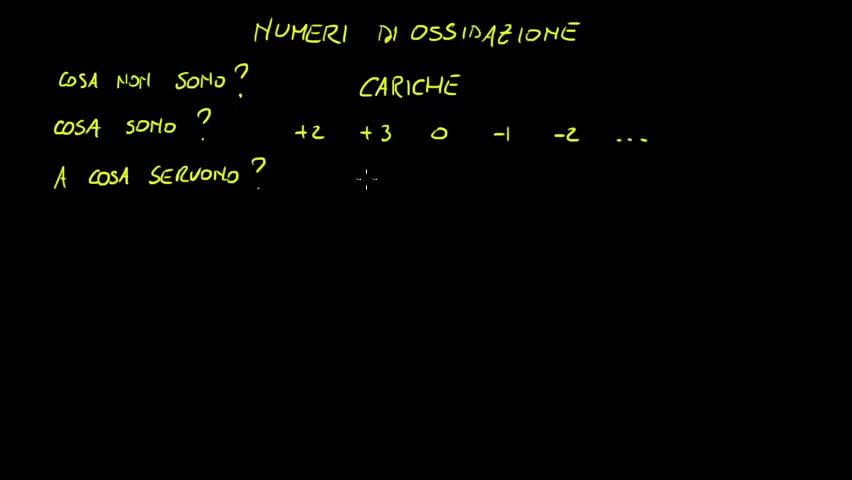 NUMERI DI OSSIDAZIONE
COSA NON SONO? CARICHE
COSA SONO? +2 +3 0 -1 -2 ...
A COSA SERVONO?